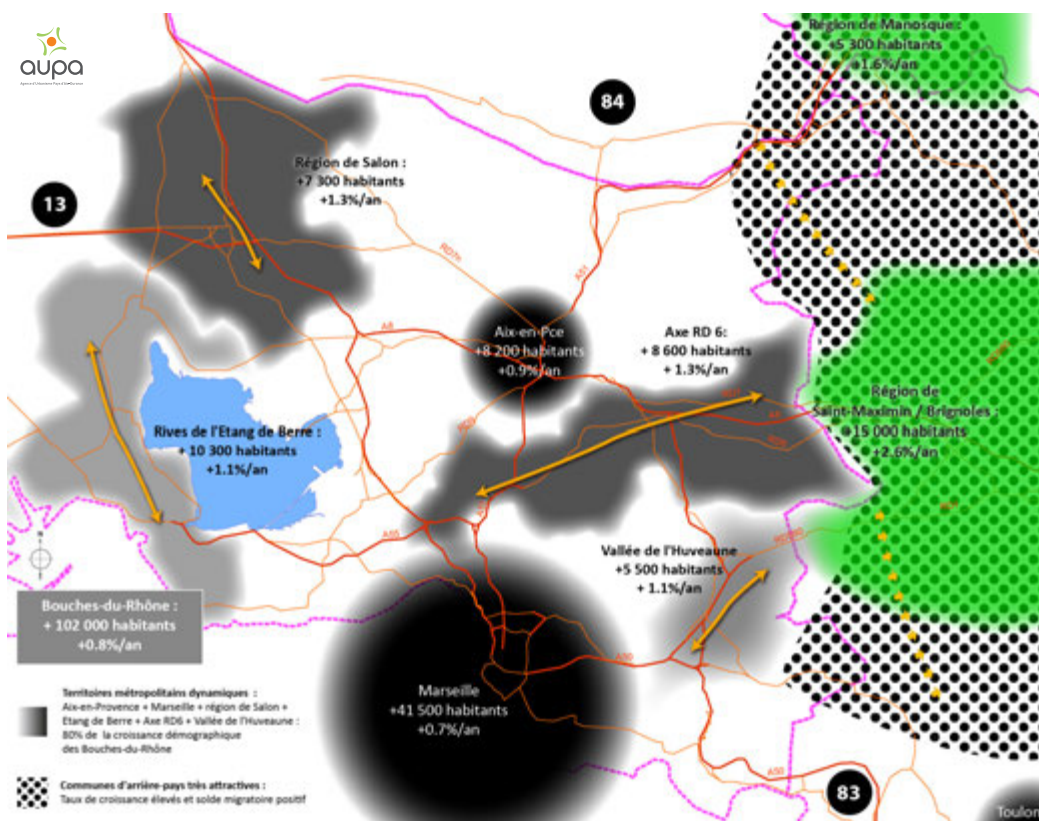 aupa
Région de Manosque :
+5 300 habitants
+1.6%/an
84
Région de Salon :
+7 300 habitants
+1.3%/an
13
RD7n
A51
A8
Aix-en-Pce
+8 200 habitants
+0.9%/an
Axe RD 6:
+ 8 600 habitants
+ 1.3%/an
Région de
Saint-Maximin / Brignoles :
+15 000 habitants
+2.6%/an
Rives de l'Etang de Berre :
+ 10 300 habitants
+1.1%/an
A55
Vallée de l'Huveaune
+5 500 habitants
+ 1.1%/an
Bouches-du-Rhône :
+ 102 000 habitants
+0.8%/an
A50
Marseille
+41 500 habitants
+0.7%/an
Territoires métropolitains dynamiques :
Aix-en-Provence + Marseille + région de Salon +
Etang de Berre + Axe RD6 + Vallée de l'Huveaune :
80% de la croissance démographique
des Bouches-du-Rhône
A50
83
Communes d'arrière-pays très attractives :
Taux de croissance élevés et solde migratoire positif
Toulon